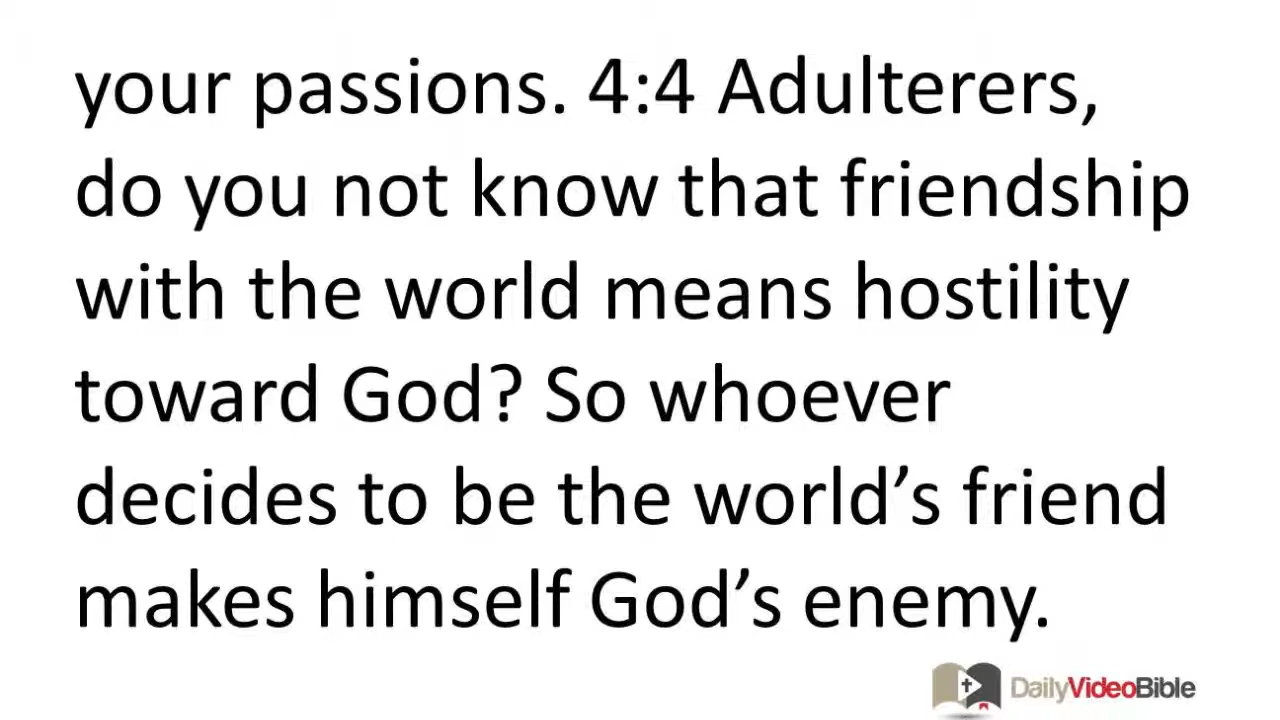 your passions. 4:4 Adulterers,
do you not know that friendship
with the world means hostility
toward God? So whoever
decides to be the world’s friend
makes himself God’s enemy.
DailyVideoBible